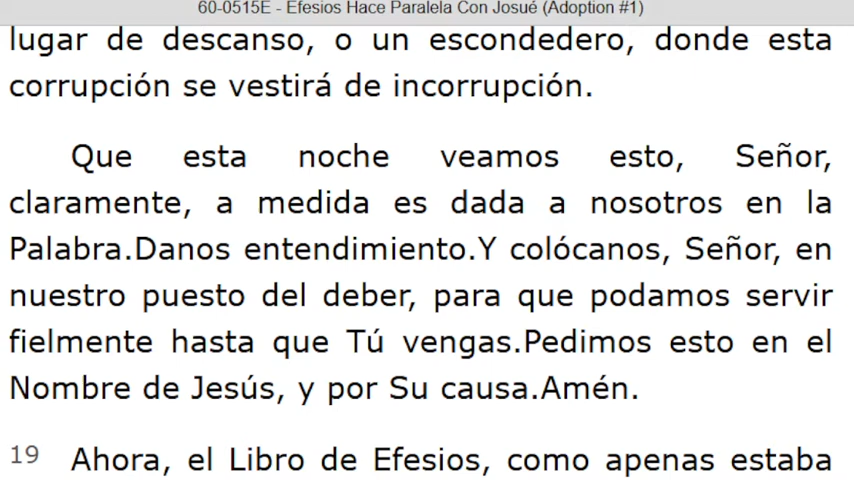 60-0515E - Efesios Hace Paralela Con Josué (Adoption #1)
lugar de descanso, o un escondedero, donde esta
corrupción se vestirá de incorrupción.
Que esta noche veamos esto, Señor,
claramente, a medida es dada a nosotros en la
Palabra.Danos entendimiento.Y colócanos, Señor, en
nuestro puesto del deber, para que podamos servir
fielmente hasta que Tú vengas.Pedimos esto en el
Nombre de Jesús, y por Su causa.Amén.
19 Ahora, el Libro de Efesios, como apenas estaba